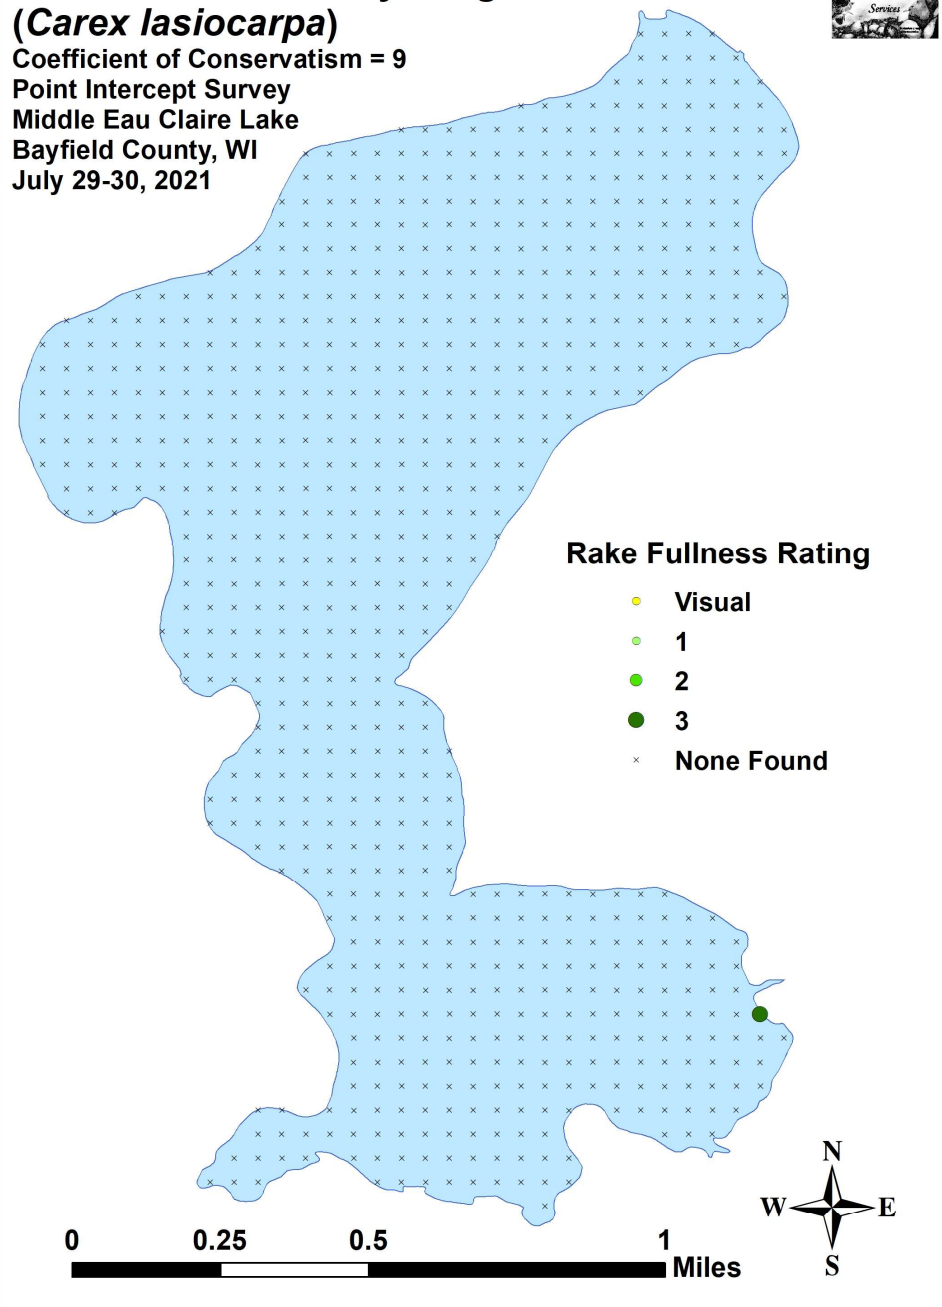 (Carex lasiocarpa)
Coefficient of Conservatism = 9
Point Intercept Survey
Middle Eau Claire Lake
Bayfield County, WI
July 29-30, 2021
Services
Rake Fullness Rating
Visual
1
2
3
None Found
N
W E
S
0 0.25 0.5 1
Miles